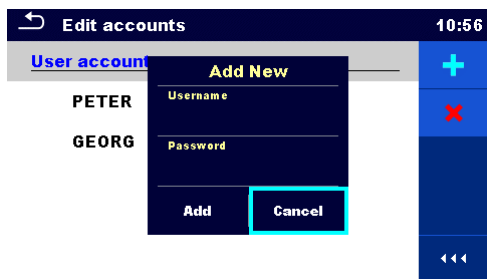 Edit accounts 10:56
User account
Add New
PETER
Username
GEORG
Password
Add Cancel